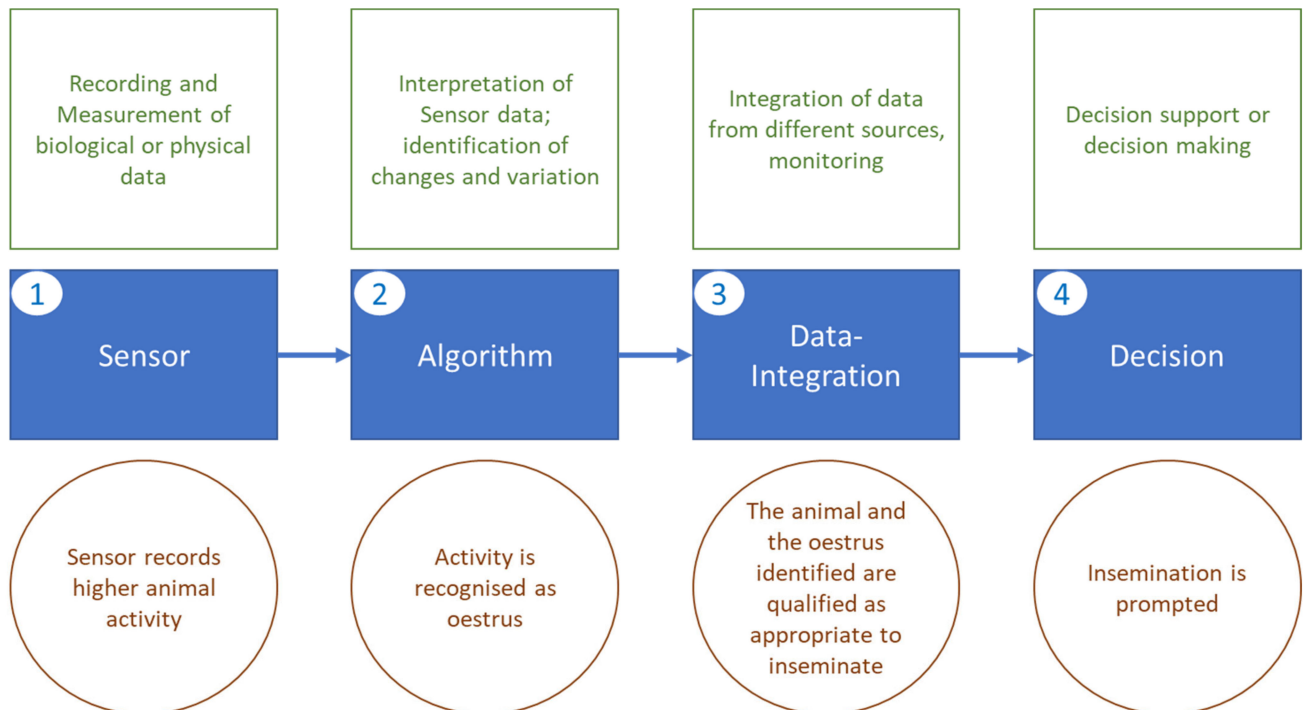 Recording and
Measurement of
biological or physical
data
Interpretation of
Sensor data;
identification of
changes and variation
Integration of data
from different sources,
monitoring
Decision support or
decision making
1
Sensor
2
Algorithm
3
Data-
Integration
4
Decision
Sensor records
higher animal
activity
Activity is
recognised as
oestrus
The animal and
the oestrus
identified are
qualified as
appropriate to
inseminate
Insemination is
prompted